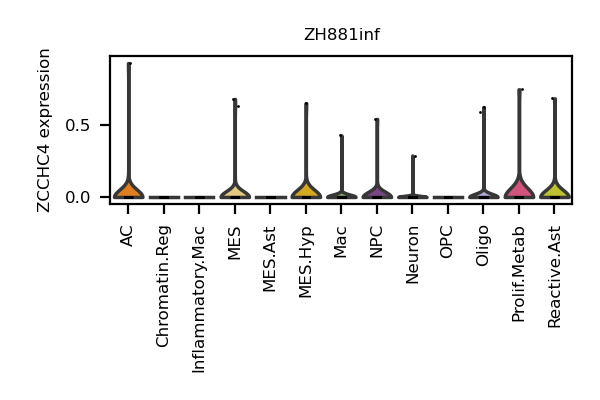 ZH881inf
ZCCHC4 expression
0.5
0.0
AC
Chromatin.Reg
Inflammatory.Mac
MES
MES.Ast
MES.Hyp
Mac
NPC
Neuron
OPC
Oligo
Prolif.Metab
Reactive.Ast